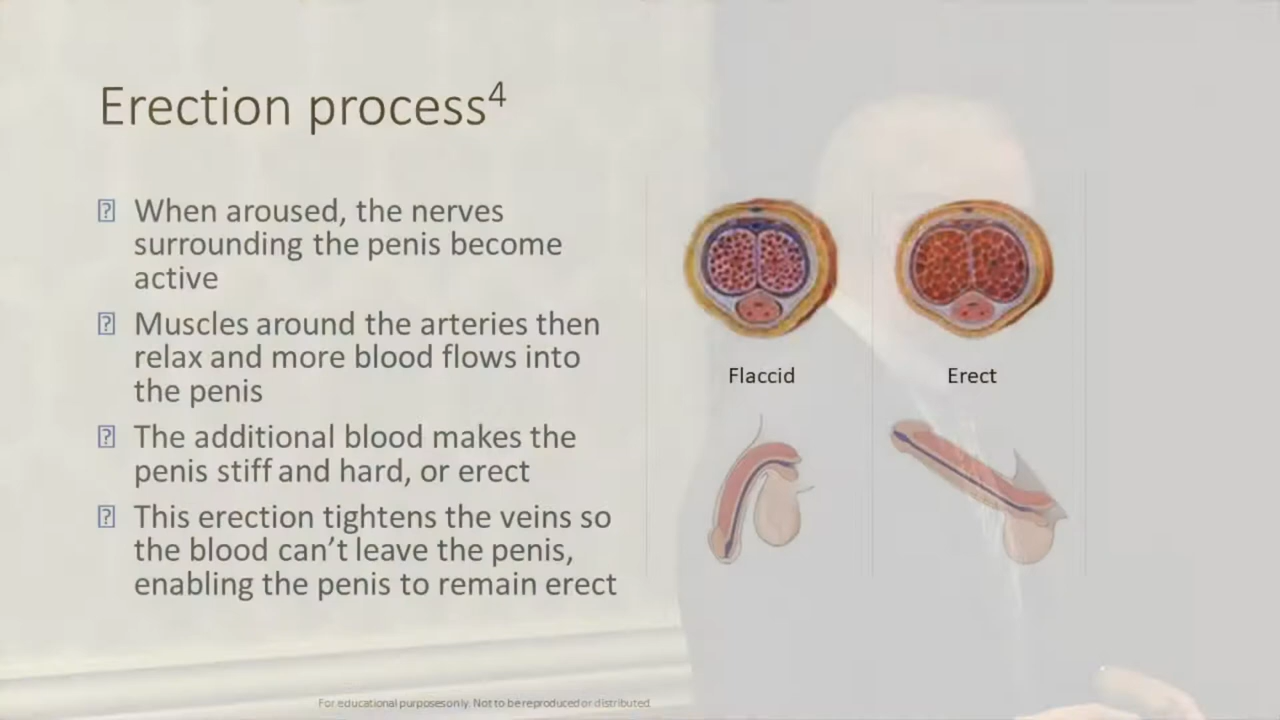 Erection process⁴
When aroused, the nerves
surrounding the penis become
active
Muscles around the arteries then
relax and more blood flows into
the penis
The additional blood makes the
penis stiff and hard, or erect
This erection tightens the veins so
the blood can’t leave the penis,
enabling the penis to remain erect
Flaccid
Erect
For educational purposes only. Not to be reproduced or distributed